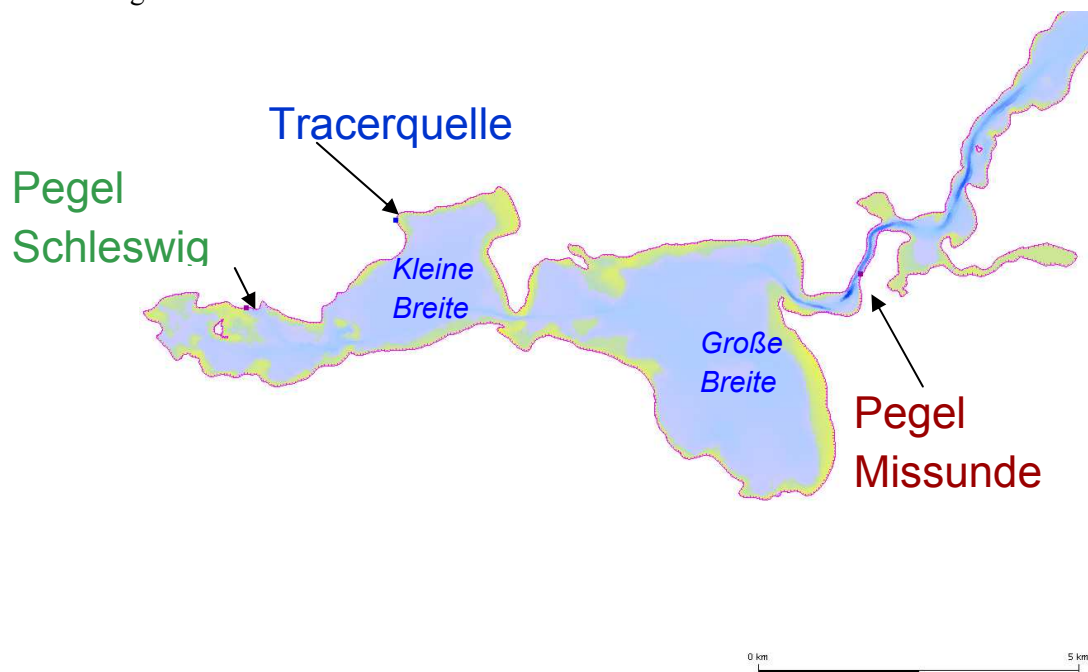 Tracerquelle
Pegel
Schleswig
Kleine
Breite
Große
Breite
Pegel
Missunde
0 km
5 km